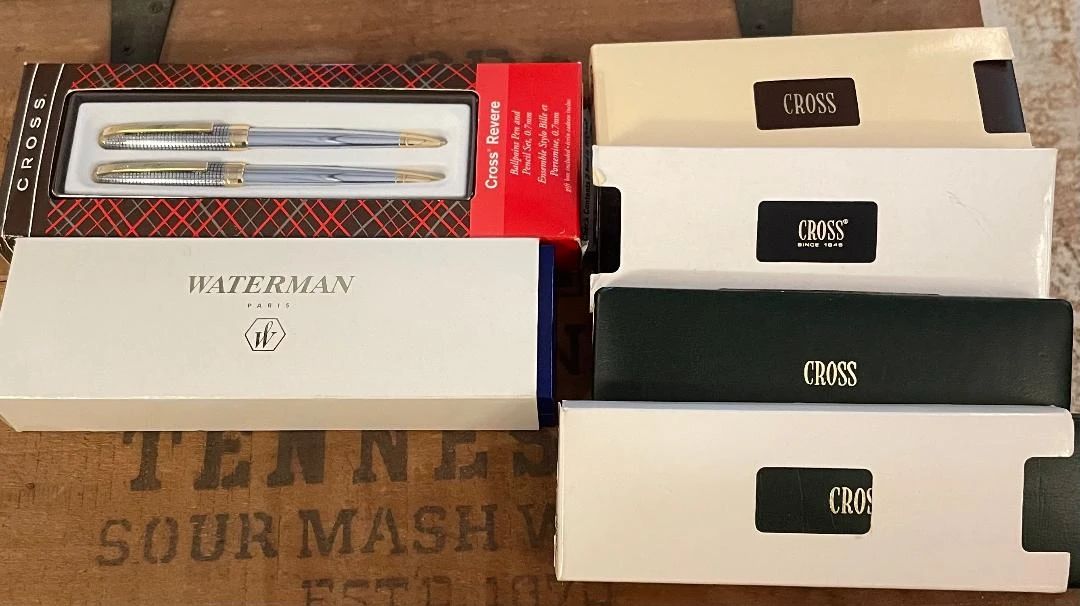 CROSS
Cross® Revere
Ballpoint Pen and
Pencil Set, 0.7mm
Ensemble Stylo Bille et
Portemine, 0.7mm
CROSS
CROSS®
SINCE 1846
WATERMAN
PARIS
W
CROSS
CROS
TENNES
SOUR MASH W